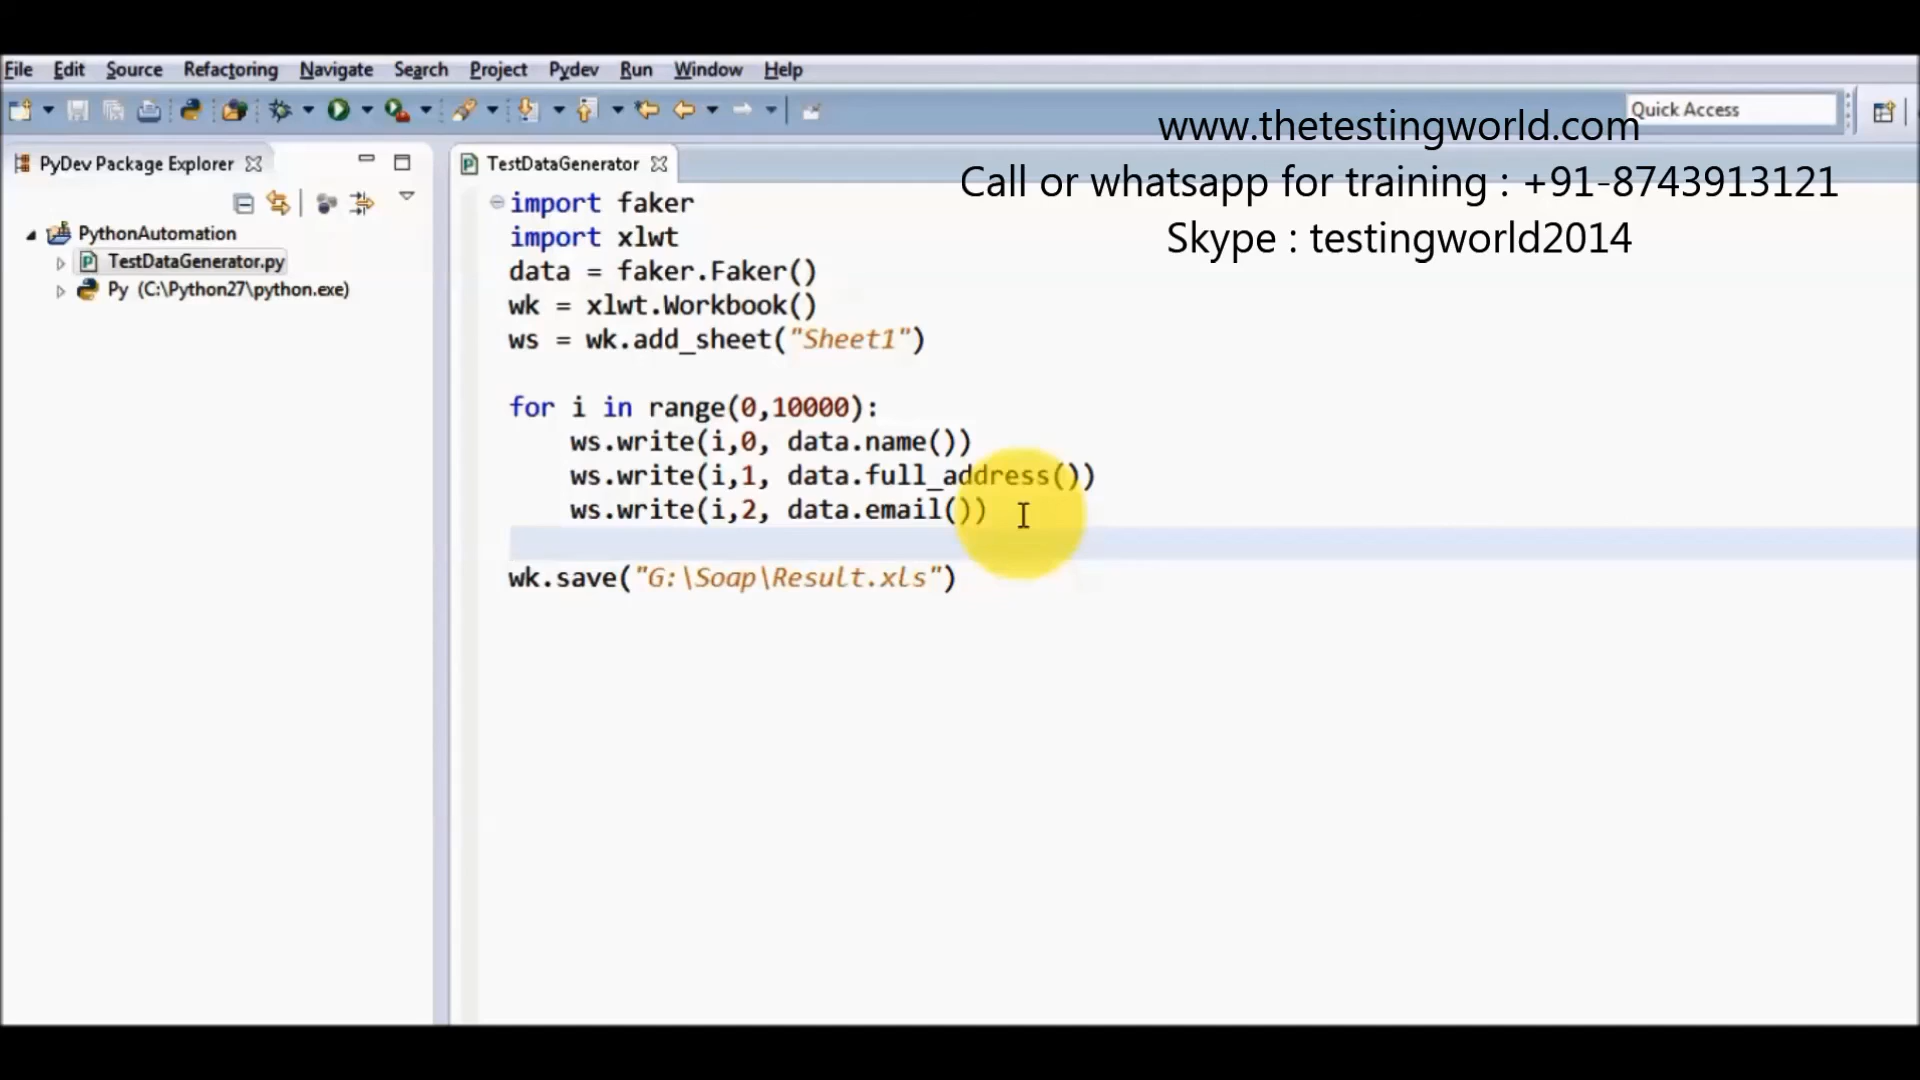 File Edit Source Refactoring Navigate Search Project Pydev Run Window Help
Quick Access
www.thetestingworld.com
Call or whatsapp for training : +91-8743913121
Skype : testingworld2014
PyDev Package Explorer
PythonAutomation
TestDataGenerator.py
Py (C:\Python27\python.exe)
TestDataGenerator
import faker
import xlwt
data = faker.Faker()
wk = xlwt.Workbook()
ws = wk.add_sheet("Sheet1")
for i in range(0,10000):
ws.write(i,0, data.name())
ws.write(i,1, data.full_address())
ws.write(i,2, data.email())
wk.save("G:\Soap\Result.xls")